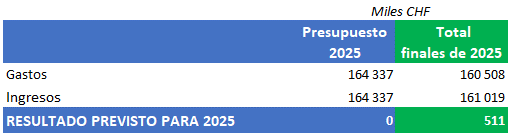 Miles CHF
Presupuesto 2025 Total finales de 2025
Gastos 164 337 160 508
Ingresos 164 337 161 019
RESULTADO PREVISTO PARA 2025 0 511